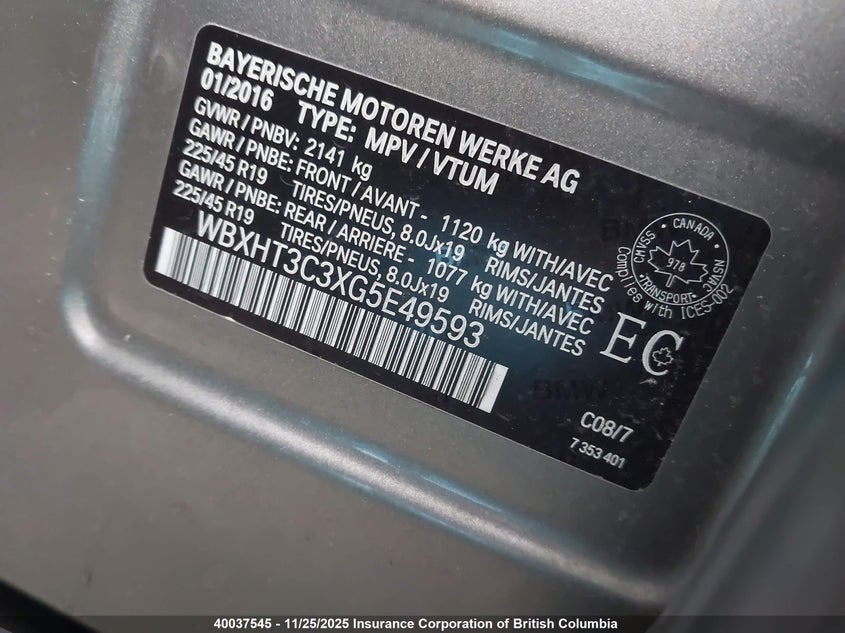 BAYERISCHE MOTOREN WERKE AG
01/2016 TYPE: MPV / VTUM
GVWR / PNBV: 2141 kg
GAWR / PNBE: FRONT / AVANT - 1120 kg WITH/AVEC
225/45 R19 TIRES/PNEUS, 8.0Jx19 RIMS/JANTES
GAWR / PNBE: REAR / ARRIERE - 1077 kg WITH/AVEC
225/45 R19 TIRES/PNEUS, 8.0Jx19 RIMS/JANTES
WBXHT3C3XG5E49593
CANADA
CMVSS - NSVAC
978
TRANSPORT
Complies with ICES-002
EC
BMW
C08/7
7 353 401
40037545 - 11/25/2025 Insurance Corporation of British Columbia